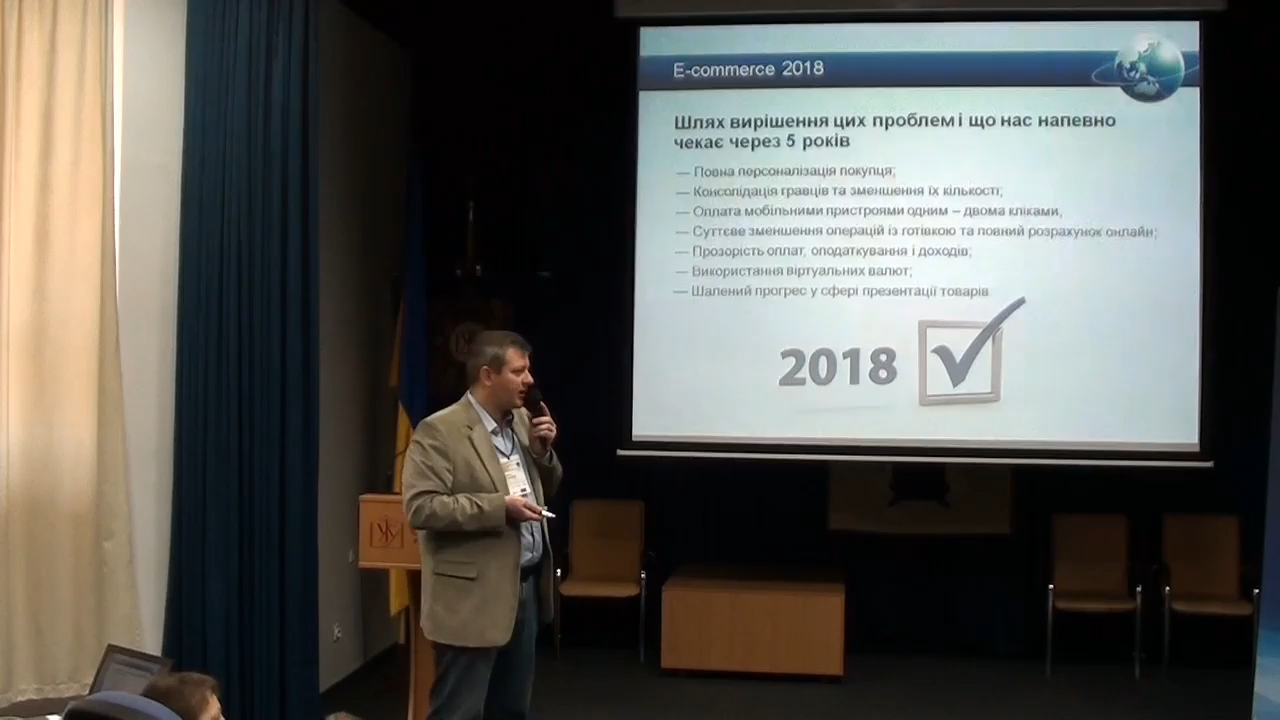 E-commerce 2018
Шлях вирішення цих проблем і що нас напевно
чекає через 5 років
— Повна персоналізація покупця;
— Консолідація гравців та зменшення їх кількості;
— Оплата мобільними пристроями одним – двома кліками;
— Суттєве зменшення операцій із готівкою та повний розрахунок онлайн;
— Прозорість оплат, оподаткування і доходів;
— Використання віртуальних валют;
— Шалений прогрес у сфері презентації товарів
2018